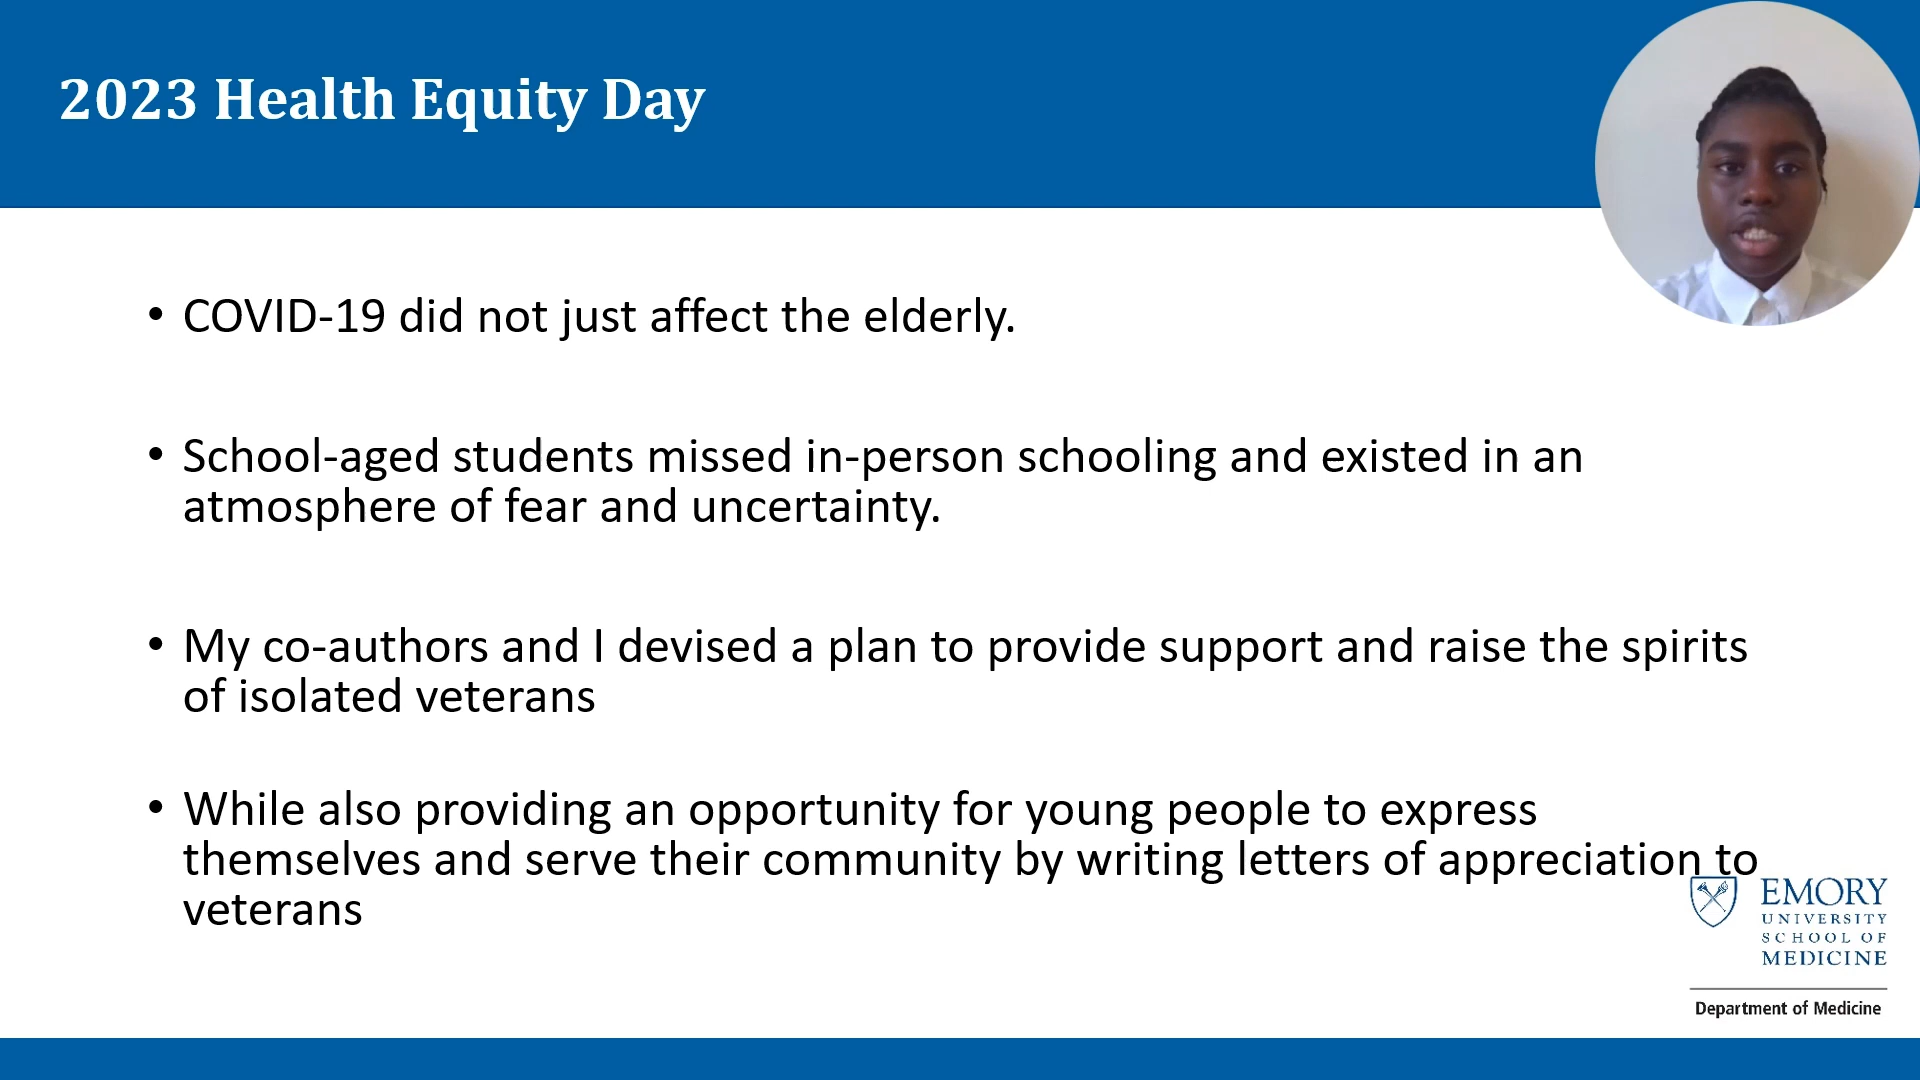 2023 Health Equity Day
• COVID-19 did not just affect the elderly.
• School-aged students missed in-person schooling and existed in an
atmosphere of fear and uncertainty.
• My co-authors and I devised a plan to provide support and raise the spirits
of isolated veterans
• While also providing an opportunity for young people to express
themselves and serve their community by writing letters of appreciation to
veterans
EMORY
UNIVERSITY
SCHOOL OF
MEDICINE
Department of Medicine